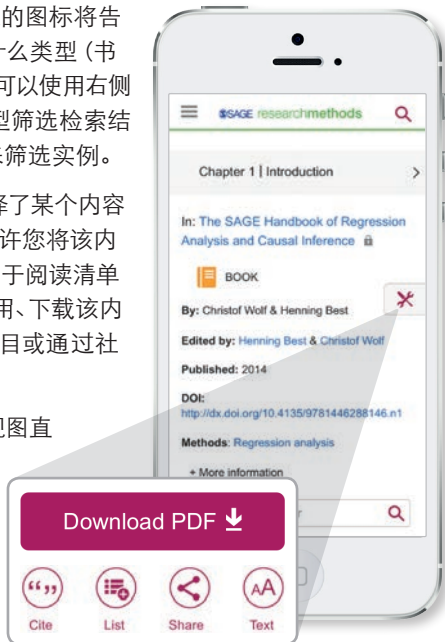 的图标将告
什么类型（书
可以使用右侧
型筛选检索结
筛选实例。
择了某个内容
许您将该内
于阅读清单
用、下载该内
目或通过社
视图直
SAGE researchmethods
Chapter 1 | Introduction
In: The SAGE Handbook of Regression
Analysis and Causal Inference
BOOK
By: Christof Wolf & Henning Best
Edited by: Henning Best & Christof Wolf
Published: 2014
DOI:
http://dx.doi.org/10.4135/9781446288146.n1
Methods: Regression analysis
+ More information
Download PDF
Cite
List
Share
AA
Text